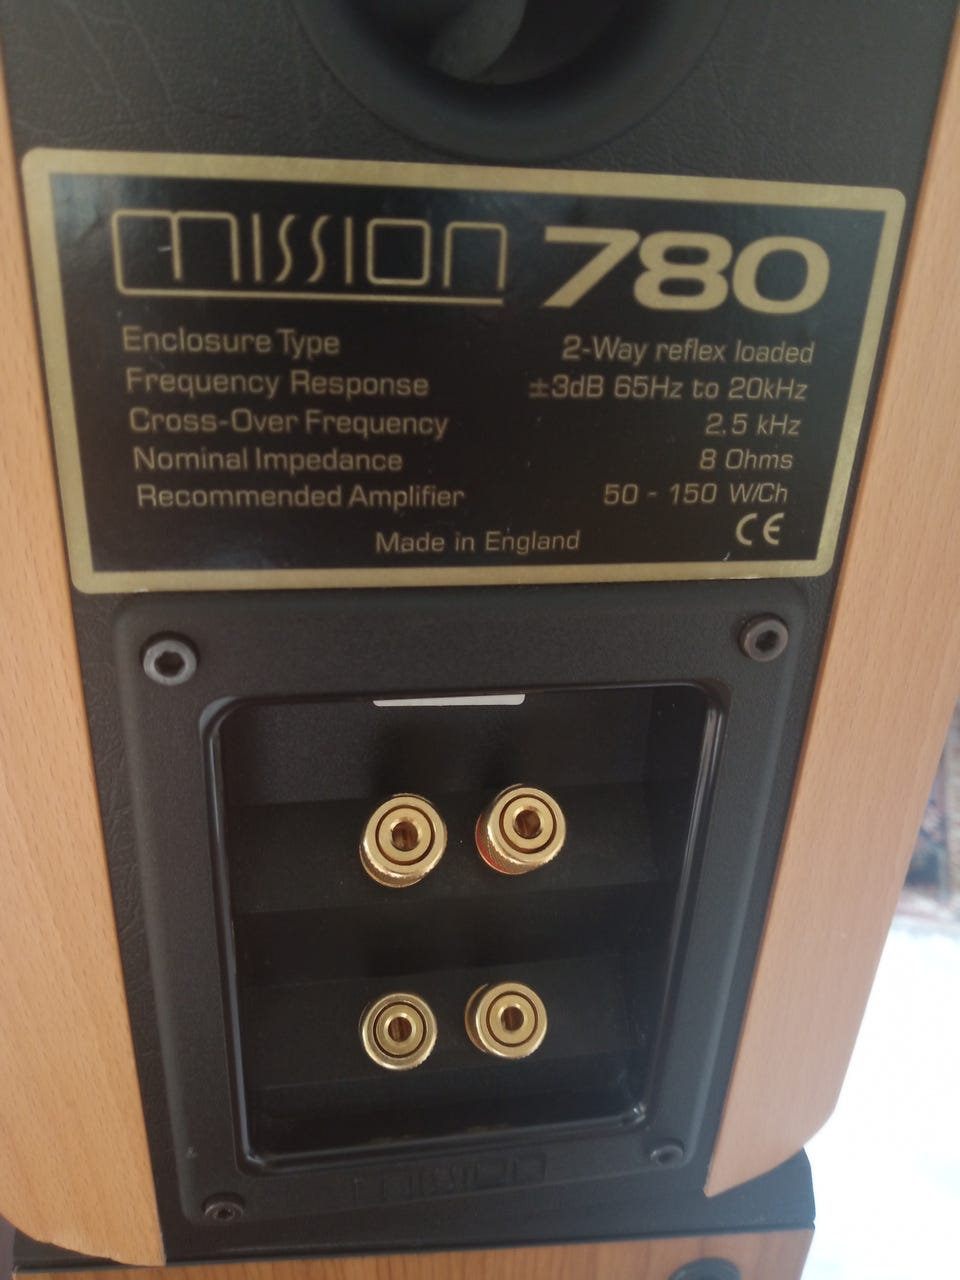 mission 780
Enclosure Type 2-Way reflex loaded
Frequency Response ±3dB 65Hz to 20kHz
Cross-Over Frequency 2.5 kHz
Nominal Impedance 8 Ohms
Recommended Amplifier 50 - 150 W/Ch
CE
Made in England
mission